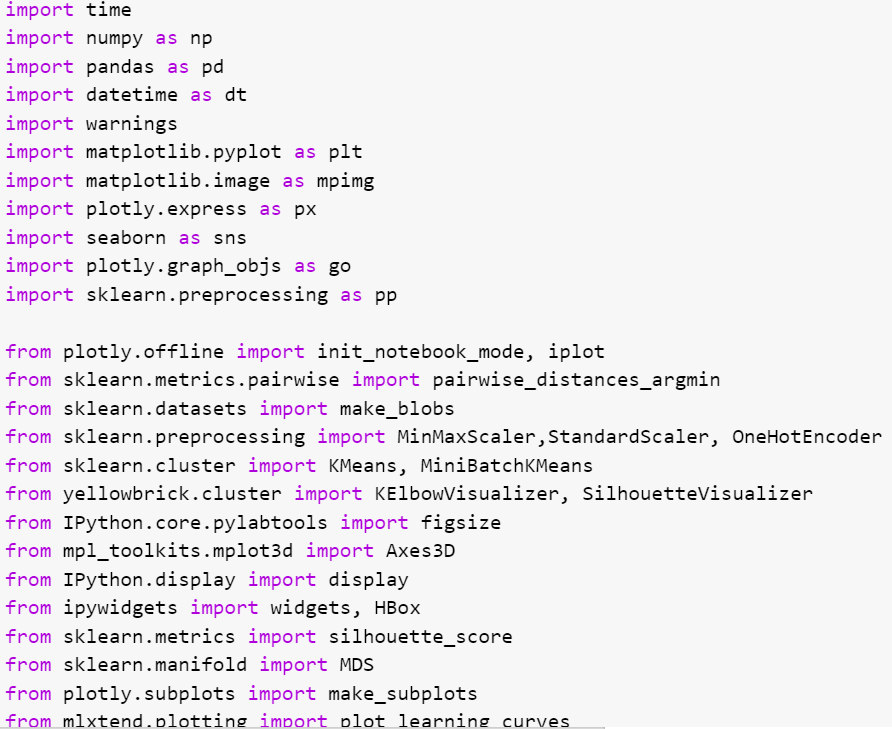 import time
import numpy as np
import pandas as pd
import datetime as dt
import warnings
import matplotlib.pyplot as plt
import matplotlib.image as mpimg
import plotly.express as px
import seaborn as sns
import plotly.graph_objs as go
import sklearn.preprocessing as pp
from plotly.offline import init_notebook_mode, iplot
from sklearn.metrics.pairwise import pairwise_distances_argmin
from sklearn.datasets import make_blobs
from sklearn.preprocessing import MinMaxScaler,StandardScaler, OneHotEncoder
from sklearn.cluster import KMeans, MiniBatchKMeans
from yellowbrick.cluster import KElbowVisualizer, SilhouetteVisualizer
from IPython.core.pylabtools import figsize
from mpl_toolkits.mplot3d import Axes3D
from IPython.display import display
from ipywidgets import widgets, HBox
from sklearn.metrics import silhouette_score
from sklearn.manifold import MDS
from plotly.subplots import make_subplots
from mlxtend.plotting import plot_learning_curves